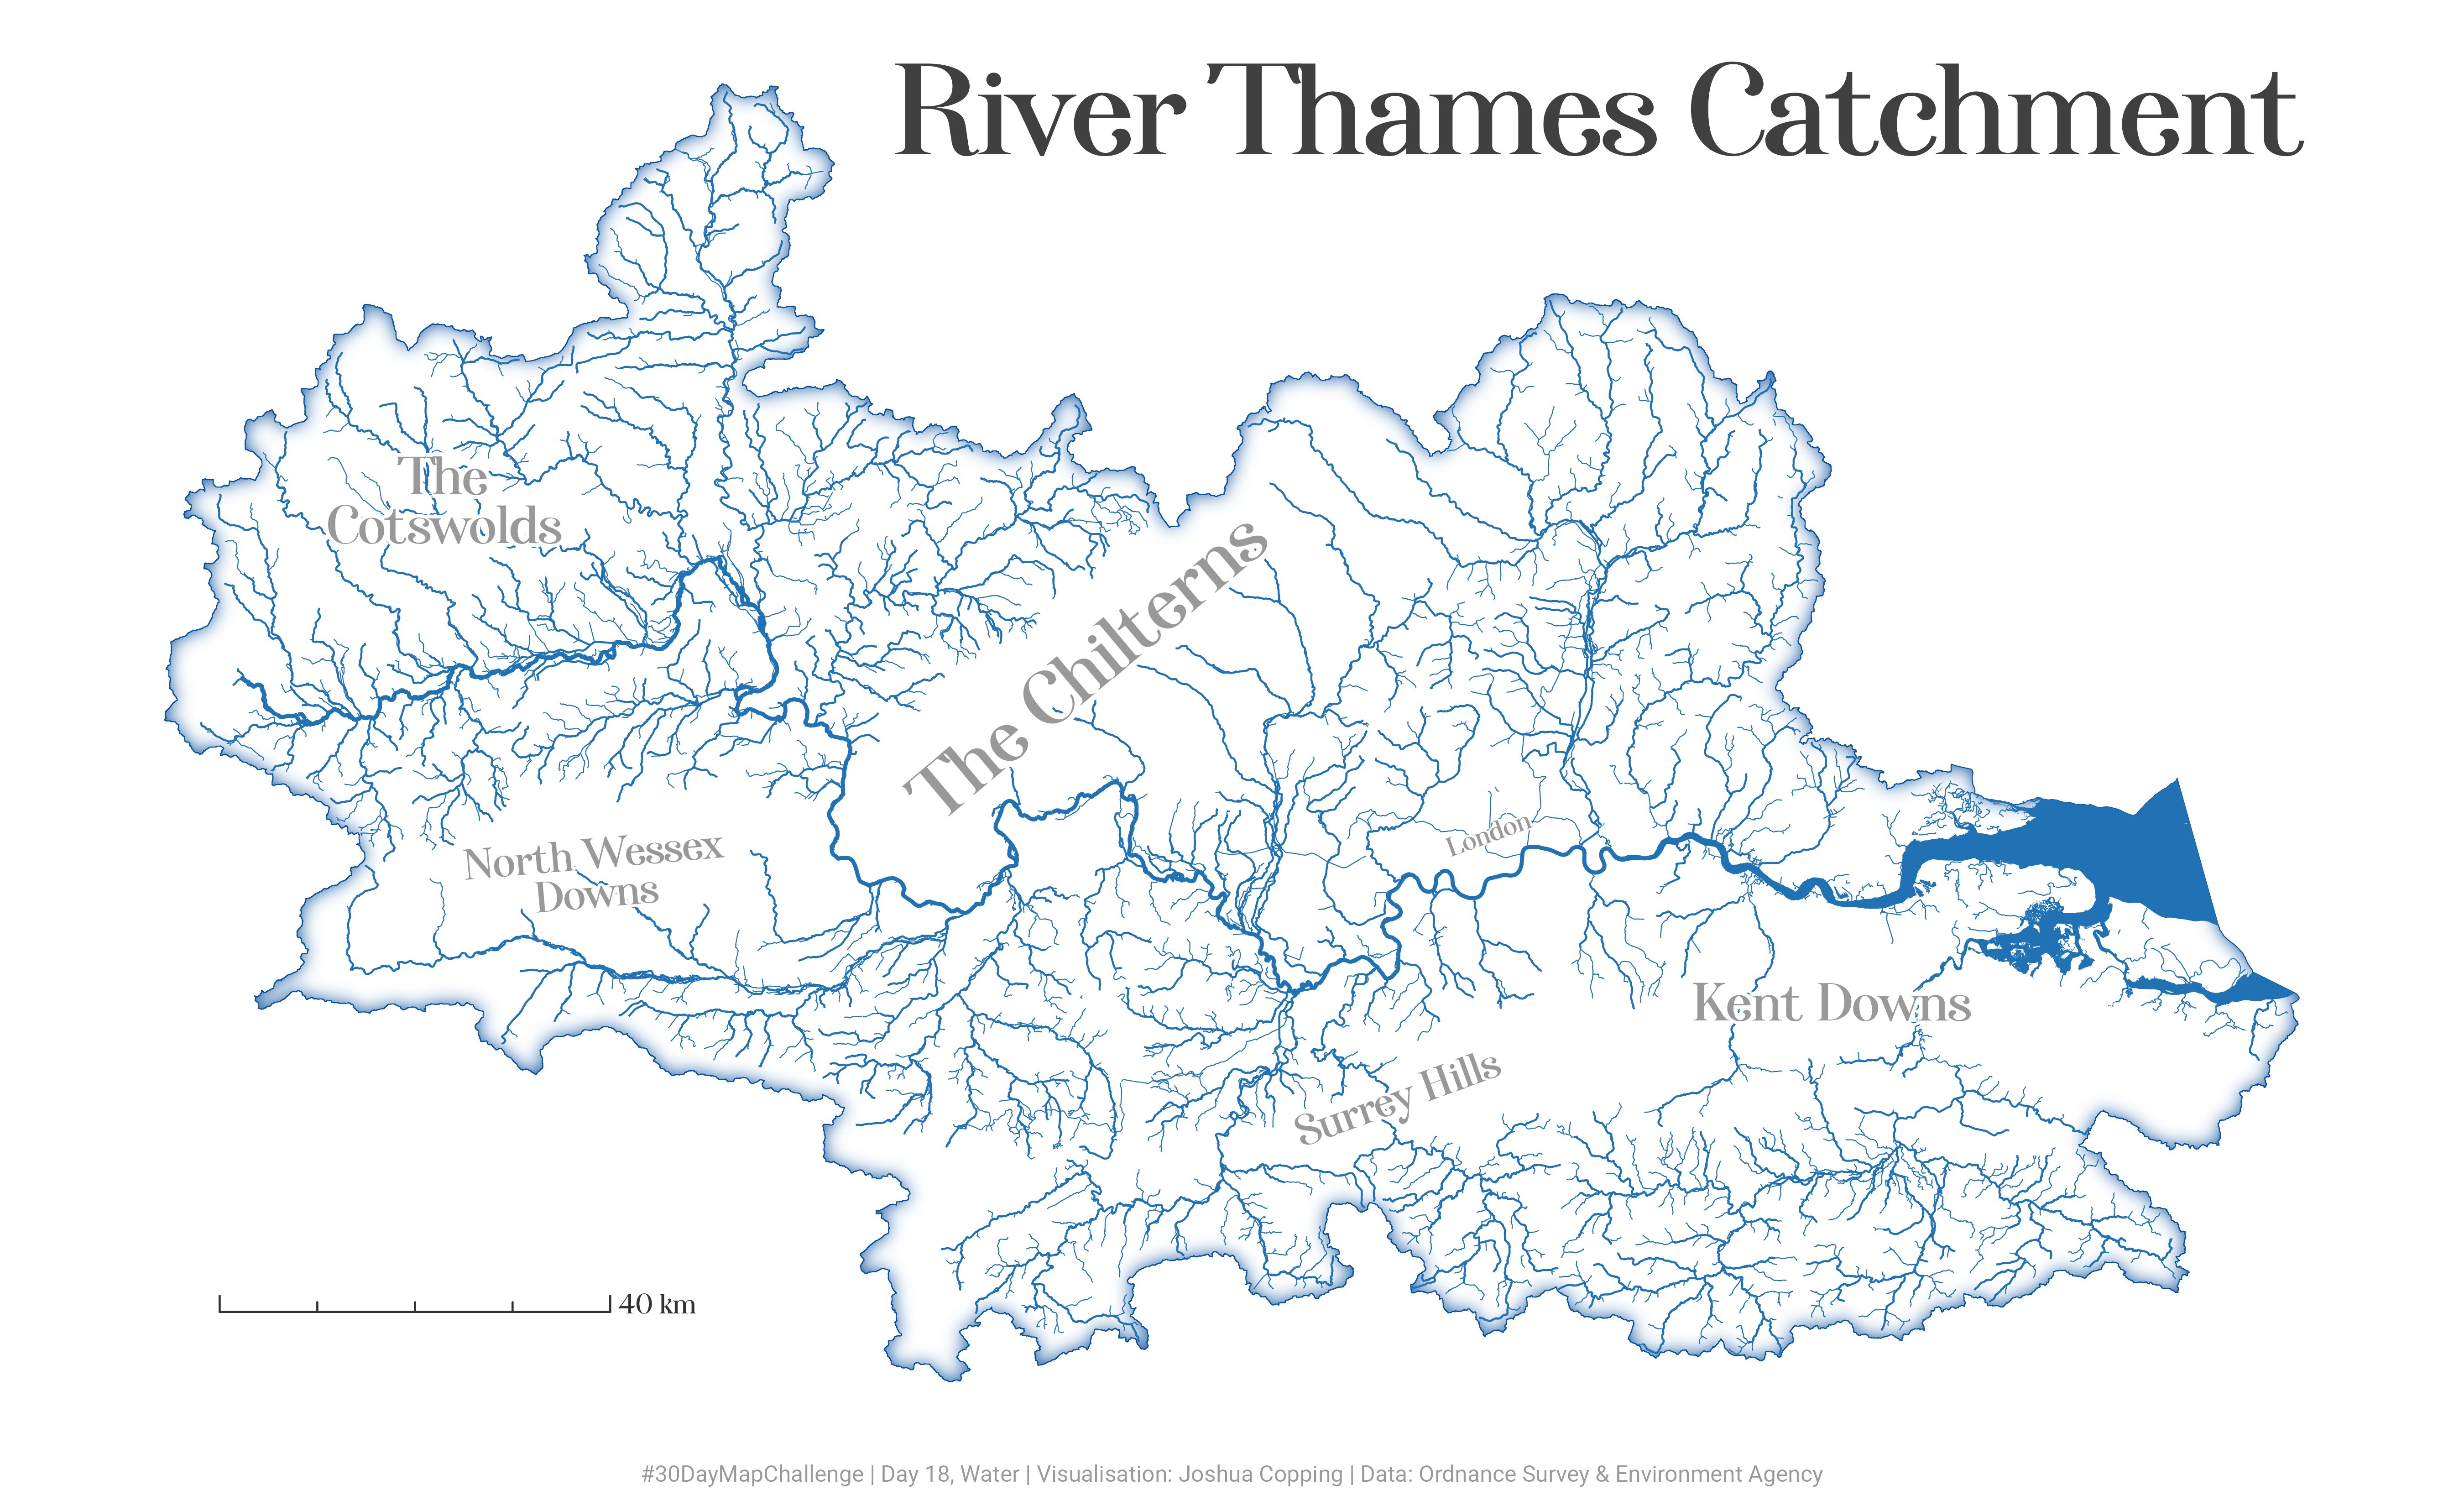 River Thames Catchment
The
Cotswolds
The Chilterns
North Wessex
Downs
London
Kent Downs
Surrey Hills
40 km
#30DayMapChallenge | Day 18, Water | Visualisation: Joshua Copping | Data: Ordnance Survey & Environment Agency